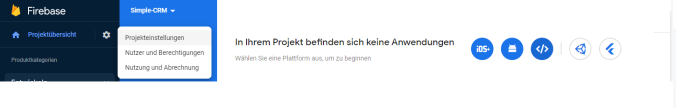 Firebase
Simple-CRM
Projektübersicht
Projekteinstellungen
Nutzer und Berechtigungen
Nutzung und Abrechnung
Produktkategorien
Entwickeln
In Ihrem Projekt befinden sich keine Anwendungen
Wählen Sie eine Plattform aus, um zu beginnen
iOS+